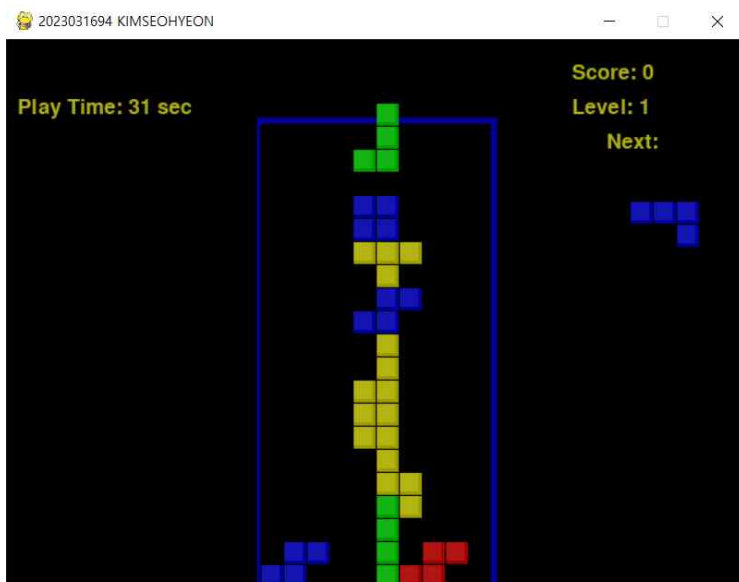 2023031694 KIMSEOHYEON
Score: 0
Play Time: 31 sec
Level: 1
Next: